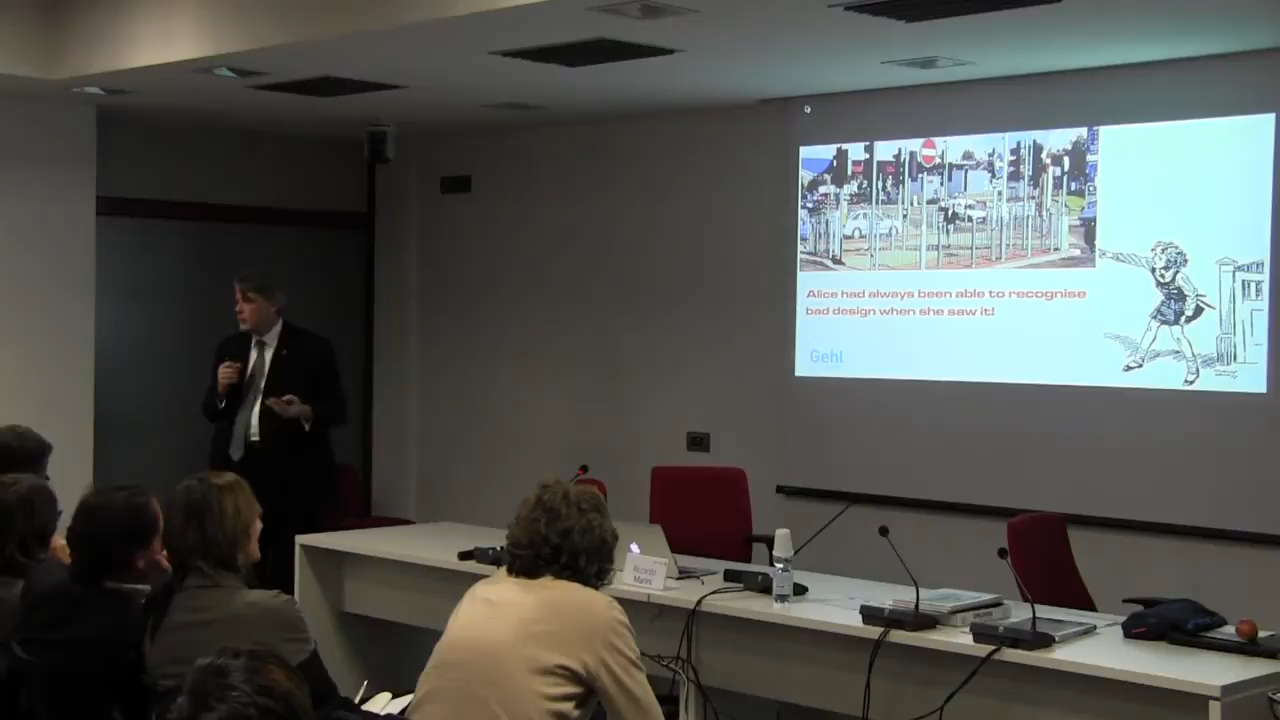 Alice had always been able to recognise
bad design when she saw it!
Gehl
Riccardo
Marini